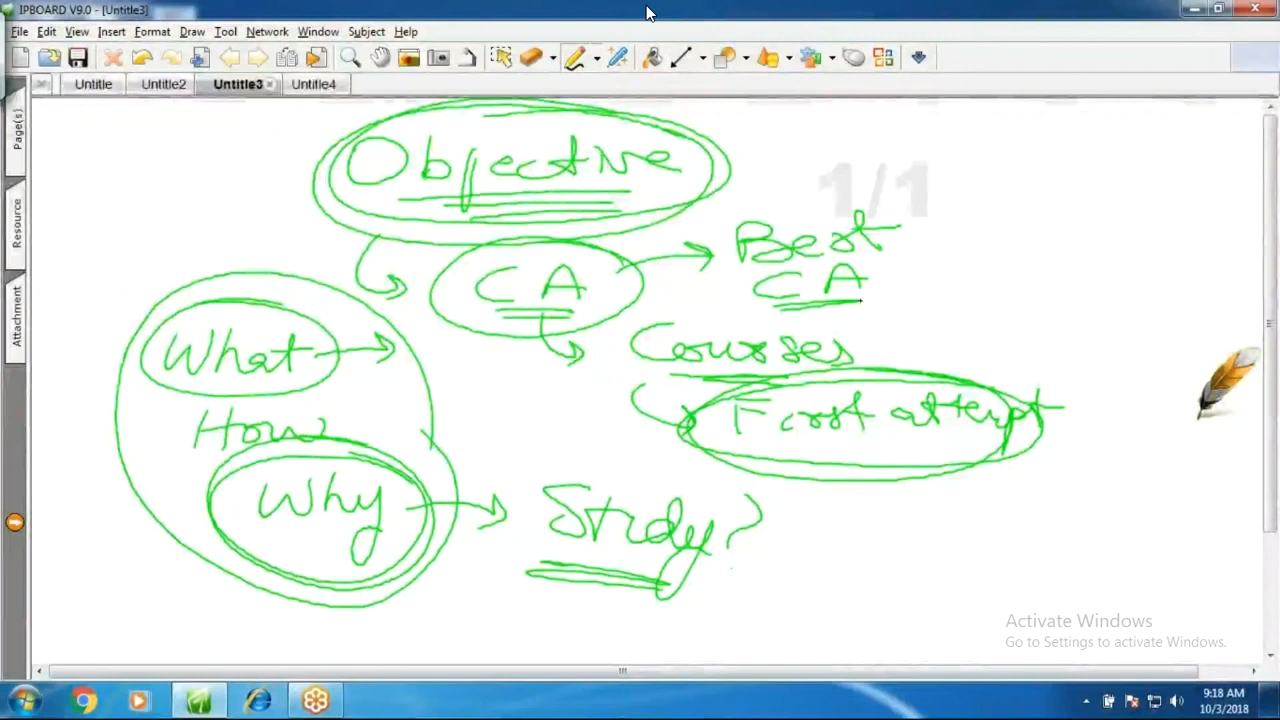 IPBOARD V9.0 - [Untitle3]
File Edit View Insert Format Draw Tool Network Window Subject Help
Untitle Untitle2 Untitle3 Untitle4
Page(s)
Resource
Attachment
1/1
Objective
CA
Best
CA
What
Courses
How
First attempt
Why
Study?
Activate Windows
Go to Settings to activate Windows.
9:18 AM
10/3/2018